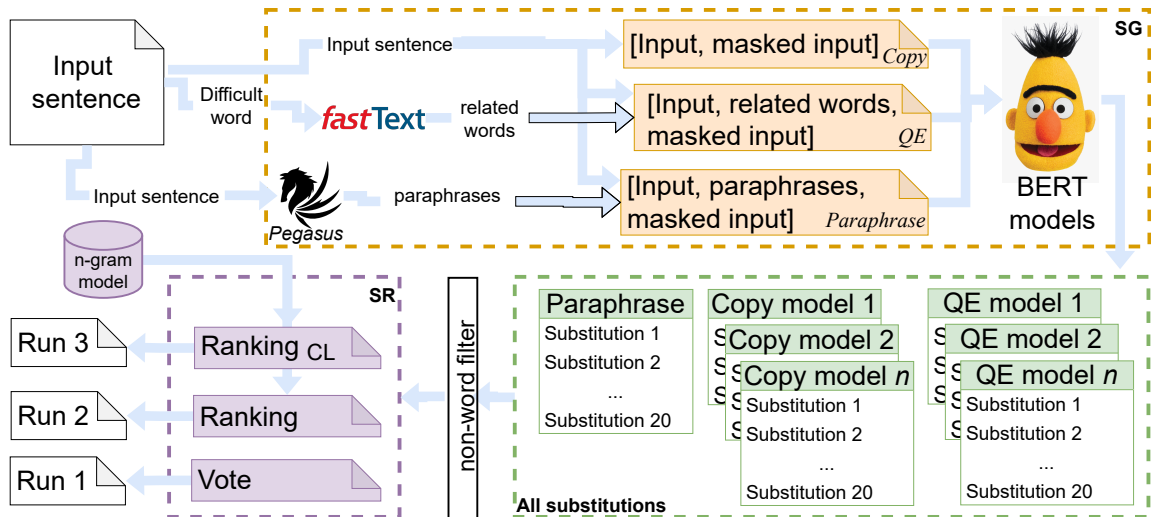 Input
sentence
SG
Input sentence
[Input, masked input] Copy
Difficult
word
fastText
related
words
[Input, related words,
masked input]
QE
Input sentence
Pegasus
paraphrases
[Input, paraphrases,
masked input]
Paraphrase
BERT
models
n-gram
model
SR
Run 3
Ranking CL
Run 2
Ranking
Run 1
Vote
non-word filter
Paraphrase
Substitution 1
Substitution 2
...
Substitution 20
Copy model 1
S
S
S
Copy model 2
S
S
S
Copy model n
Substitution 1
Substitution 2
...
Substitution 20
QE model 1
S
S
S
QE model 2
S
S
S
QE model n
Substitution 1
Substitution 2
...
Substitution 20
All substitutions